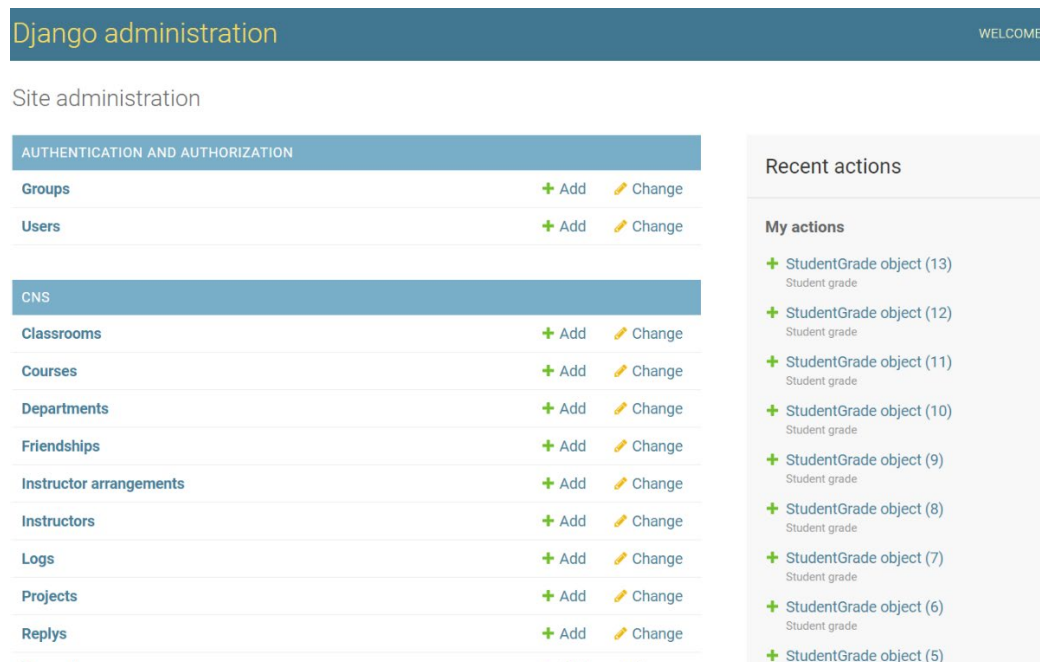 Django administration
WELCOME
Site administration
AUTHENTICATION AND AUTHORIZATION
Groups Add Change
Users Add Change
CNS
Classrooms Add Change
Courses Add Change
Departments Add Change
Friendships Add Change
Instructor arrangements Add Change
Instructors Add Change
Logs Add Change
Projects Add Change
Replys Add Change
Recent actions
My actions
StudentGrade object (13)
Student grade
StudentGrade object (12)
Student grade
StudentGrade object (11)
Student grade
StudentGrade object (10)
Student grade
StudentGrade object (9)
Student grade
StudentGrade object (8)
Student grade
StudentGrade object (7)
Student grade
StudentGrade object (6)
Student grade
StudentGrade object (5)